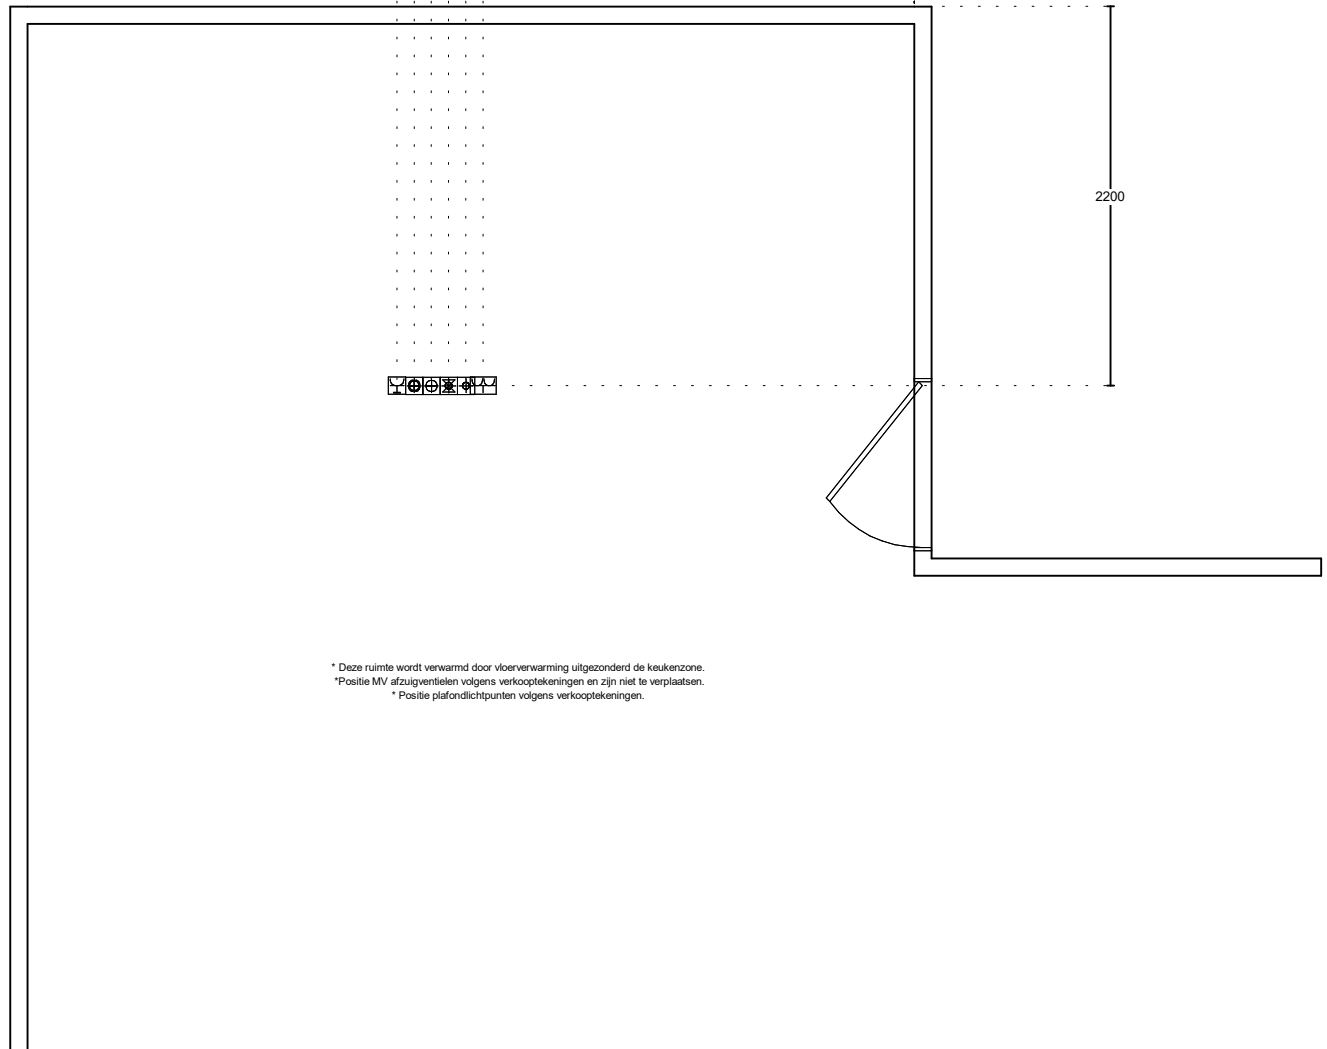 2200
* Deze ruimte wordt verwarmd door vloerverwarming uitgezonderd de keukenzone.
*Positie MV afzuigventielen volgens verkooptekeningen en zijn niet te verplaatsen.
* Positie plafondlichtpunten volgens verkooptekeningen.